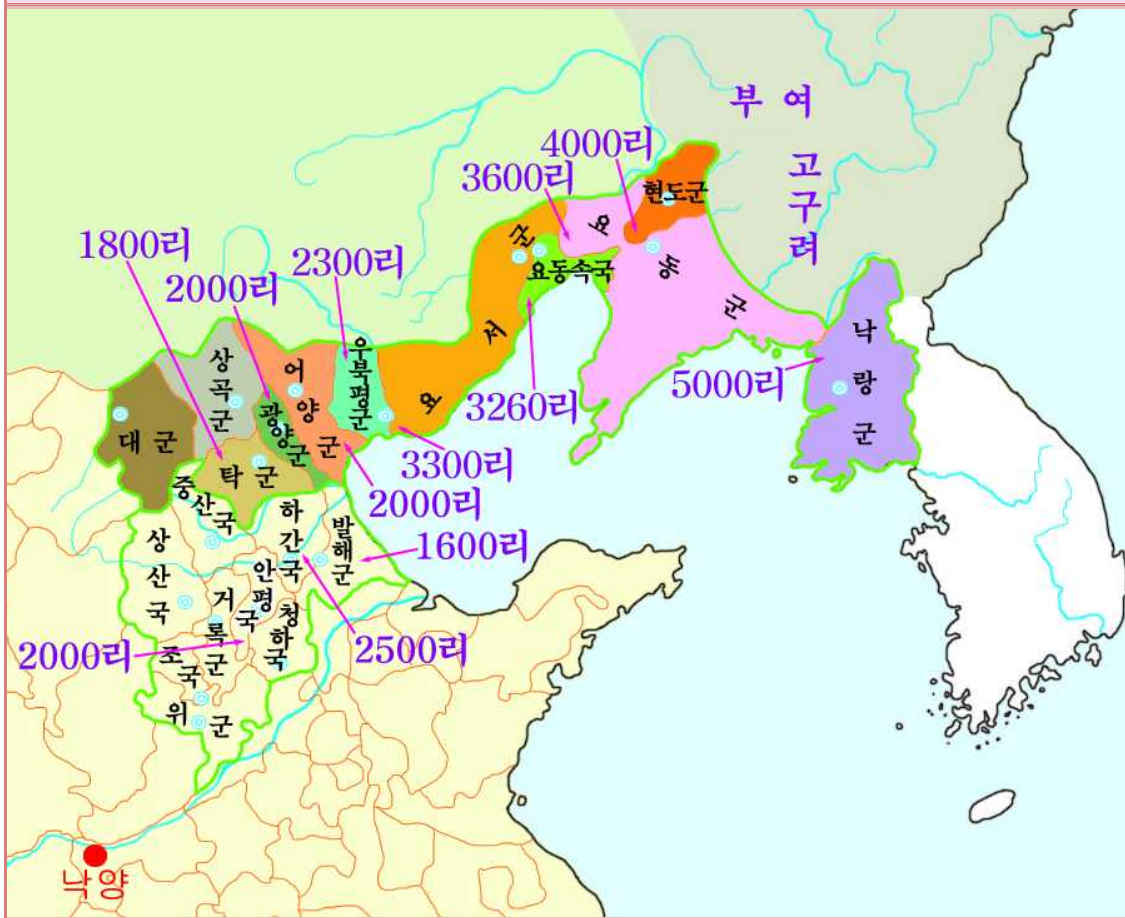 부 여
고구려
4000리
3600리
현도군
요동군
1800리
2000리
2300리
요동속국
요서군
우북평군
상곡군
어양군
광양군
대 군
탁 군
낙랑군
5000리
3260리
3300리
2000리
중산국
하간국
발해군
1600리
상산국
안평국
거록군
청하국
2500리
2000리
조국
위 군
낙양